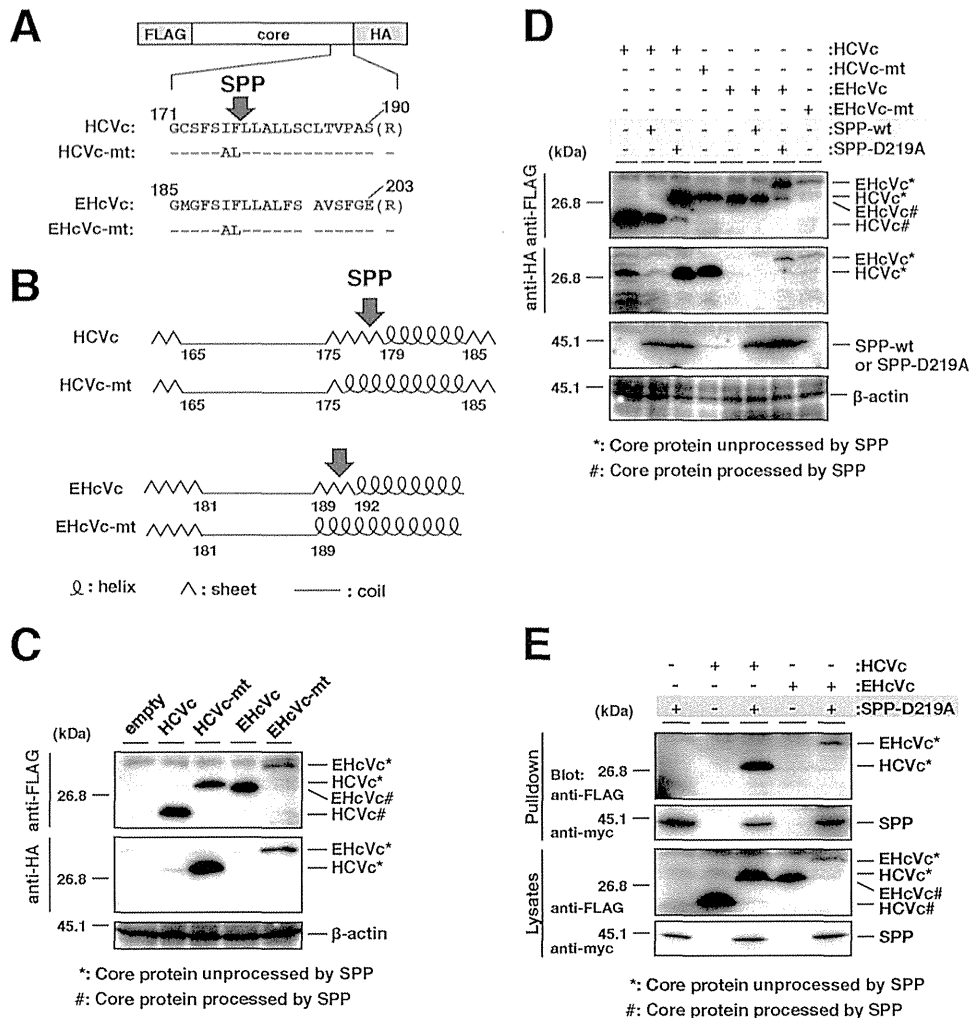 A
FLAG core HA
SPP
171 190
HCVc: GCSFSIFLLALLSCLTVPAS(R)
HCVc-mt: -----AL------------- -
185 203
EHcVc: GMGFSIFLLALFS AVSFGE(R)
EHcVc-mt: -----AL------ ------ -
B
SPP
HCVc
165 175 179 185
HCVc-mt
165 175 185
EHcVc
181 189 192
EHcVc-mt
181 189
: helix : sheet : coil
C
empty HCVc HCVc-mt EHcVc EHcVc-mt
(kDa)
anti-FLAG
26.8
EHcVc*
HCVc*
EHCVc#
HCVc#
anti-HA
26.8
EHcVc*
HCVc*
45.1
β-actin
*: Core protein unprocessed by SPP
#: Core protein processed by SPP
D
+ + + - - - - - :HCVc
- - - + - - - - :HCVc-mt
- - - - + + + - :EHcVc
- - - - - - - + :EHcVc-mt
- + - - - + - - :SPP-wt
- - + - - - + - :SPP-D219A
(kDa)
anti-FLAG
26.8
EHcVc*
HCVc*
EHCVc#
HCVc#
anti-HA
26.8
EHcVc*
HCVc*
45.1
SPP-wt
or SPP-D219A
45.1
β-actin
*: Core protein unprocessed by SPP
#: Core protein processed by SPP
E
- + + - - :HCVc
- - - + + :EHcVc
+ - + - + :SPP-D219A
(kDa)
Pulldown
Blot:
anti-FLAG
26.8
EHcVc*
HCVc*
45.1
anti-myc
SPP
Lysates
26.8
anti-FLAG
EHcVc*
HCVc*
EHCVc#
HCVc#
45.1
anti-myc
SPP
*: Core protein unprocessed by SPP
#: Core protein processed by SPP